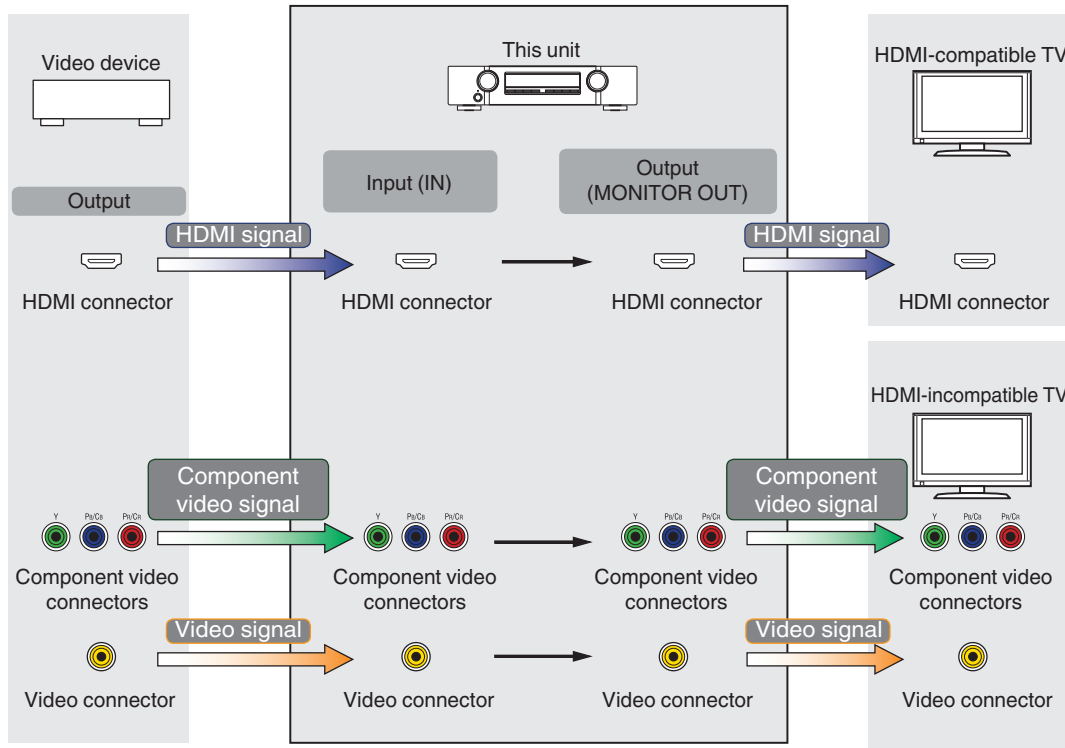 Video device
This unit
HDMI-compatible TV
Output
Input (IN)
Output
(MONITOR OUT)
HDMI signal
HDMI signal
HDMI connector
HDMI connector
HDMI connector
HDMI connector
HDMI-incompatible TV
Component
video signal
Component
video signal
Y PB/CB PR/CR
Y PB/CB PR/CR
Y PB/CB PR/CR
Y PB/CB PR/CR
Component video
connectors
Component video
connectors
Component video
connectors
Component video
connectors
Video signal
Video signal
Video connector
Video connector
Video connector
Video connector